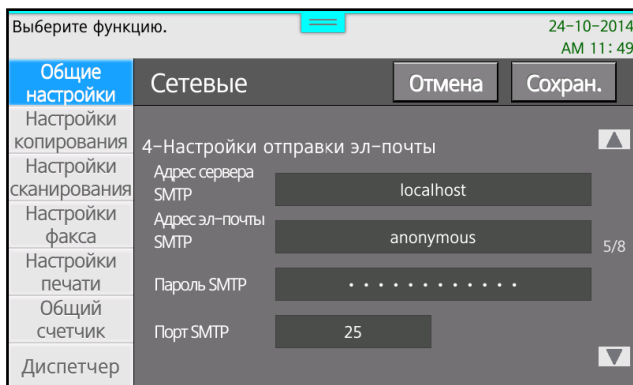 Выберите функцию.
24-10-2014
AM 11:49
Общие
настройки
Сетевые
Отмена
Сохран.
Настройки
копирования
Настройки
сканирования
Настройки
факса
Настройки
печати
Общий
счетчик
Диспетчер
4-Настройки отправки эл-почты
Адрес сервера
SMTP
localhost
Адрес эл-почты
SMTP
anonymous
5/8
Пароль SMTP
· · · · · · · · · · · ·
Порт SMTP
25